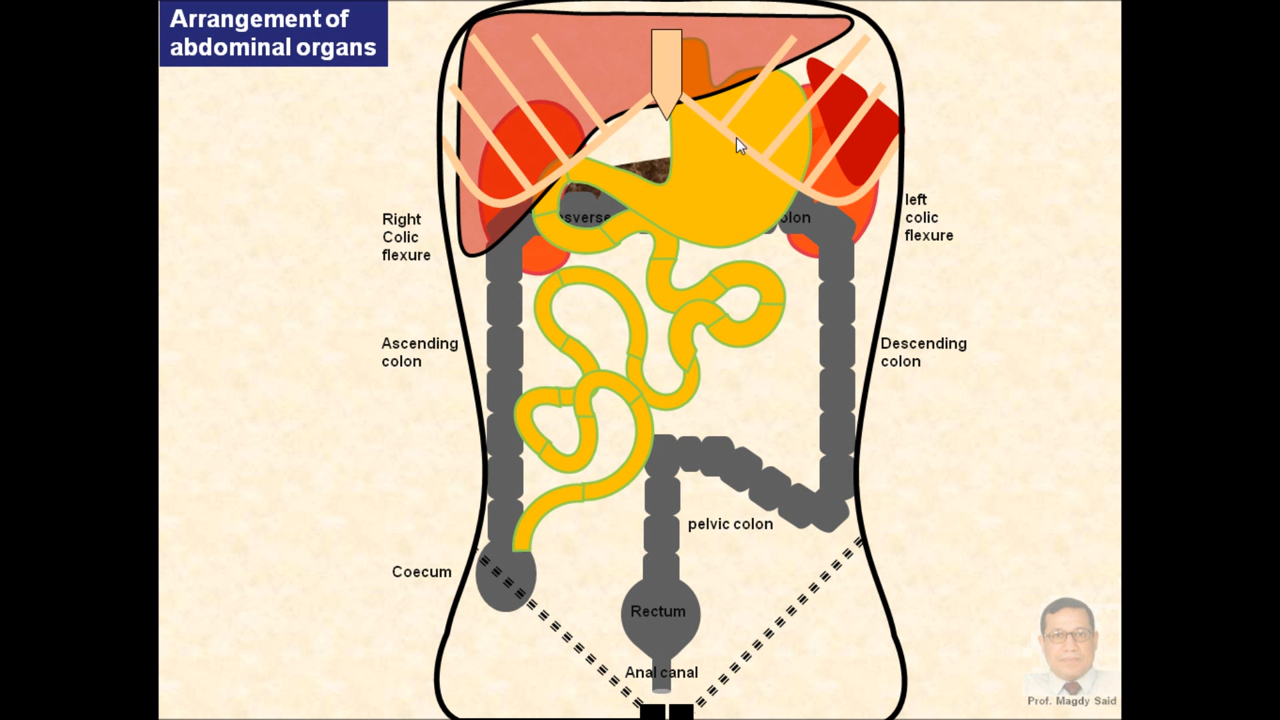 Arrangement of
abdominal organs
Right
Colic
flexure
left
colic
flexure
Ascending
colon
Descending
colon
pelvic colon
Coecum
Rectum
Anal canal
Prof. Magdy Said